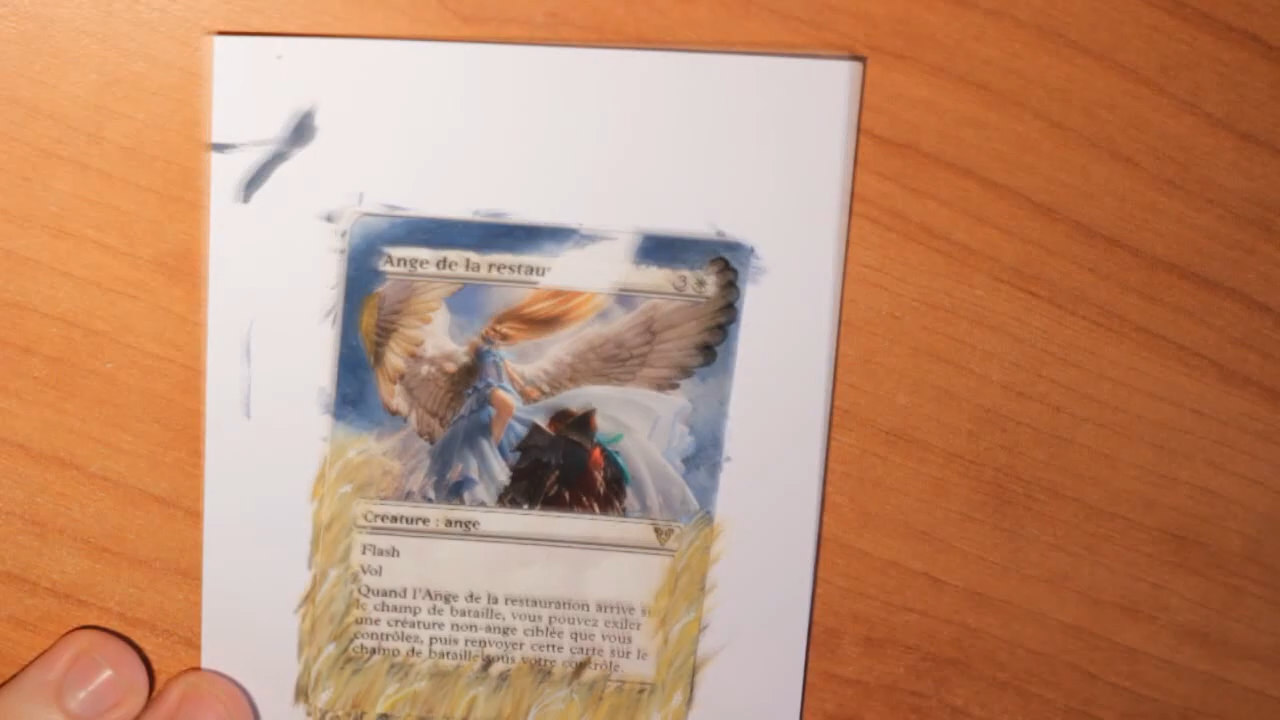 Ange de la restau
3
Créature : ange
Flash
Vol
Quand l'Ange de la restauration arrive
le champ de bataille, vous pouvez exiler
une créature non-ange ciblée que vous
contrôlez, puis renvoyer cette carte sur le
champ de bataille sous votre contrôle.